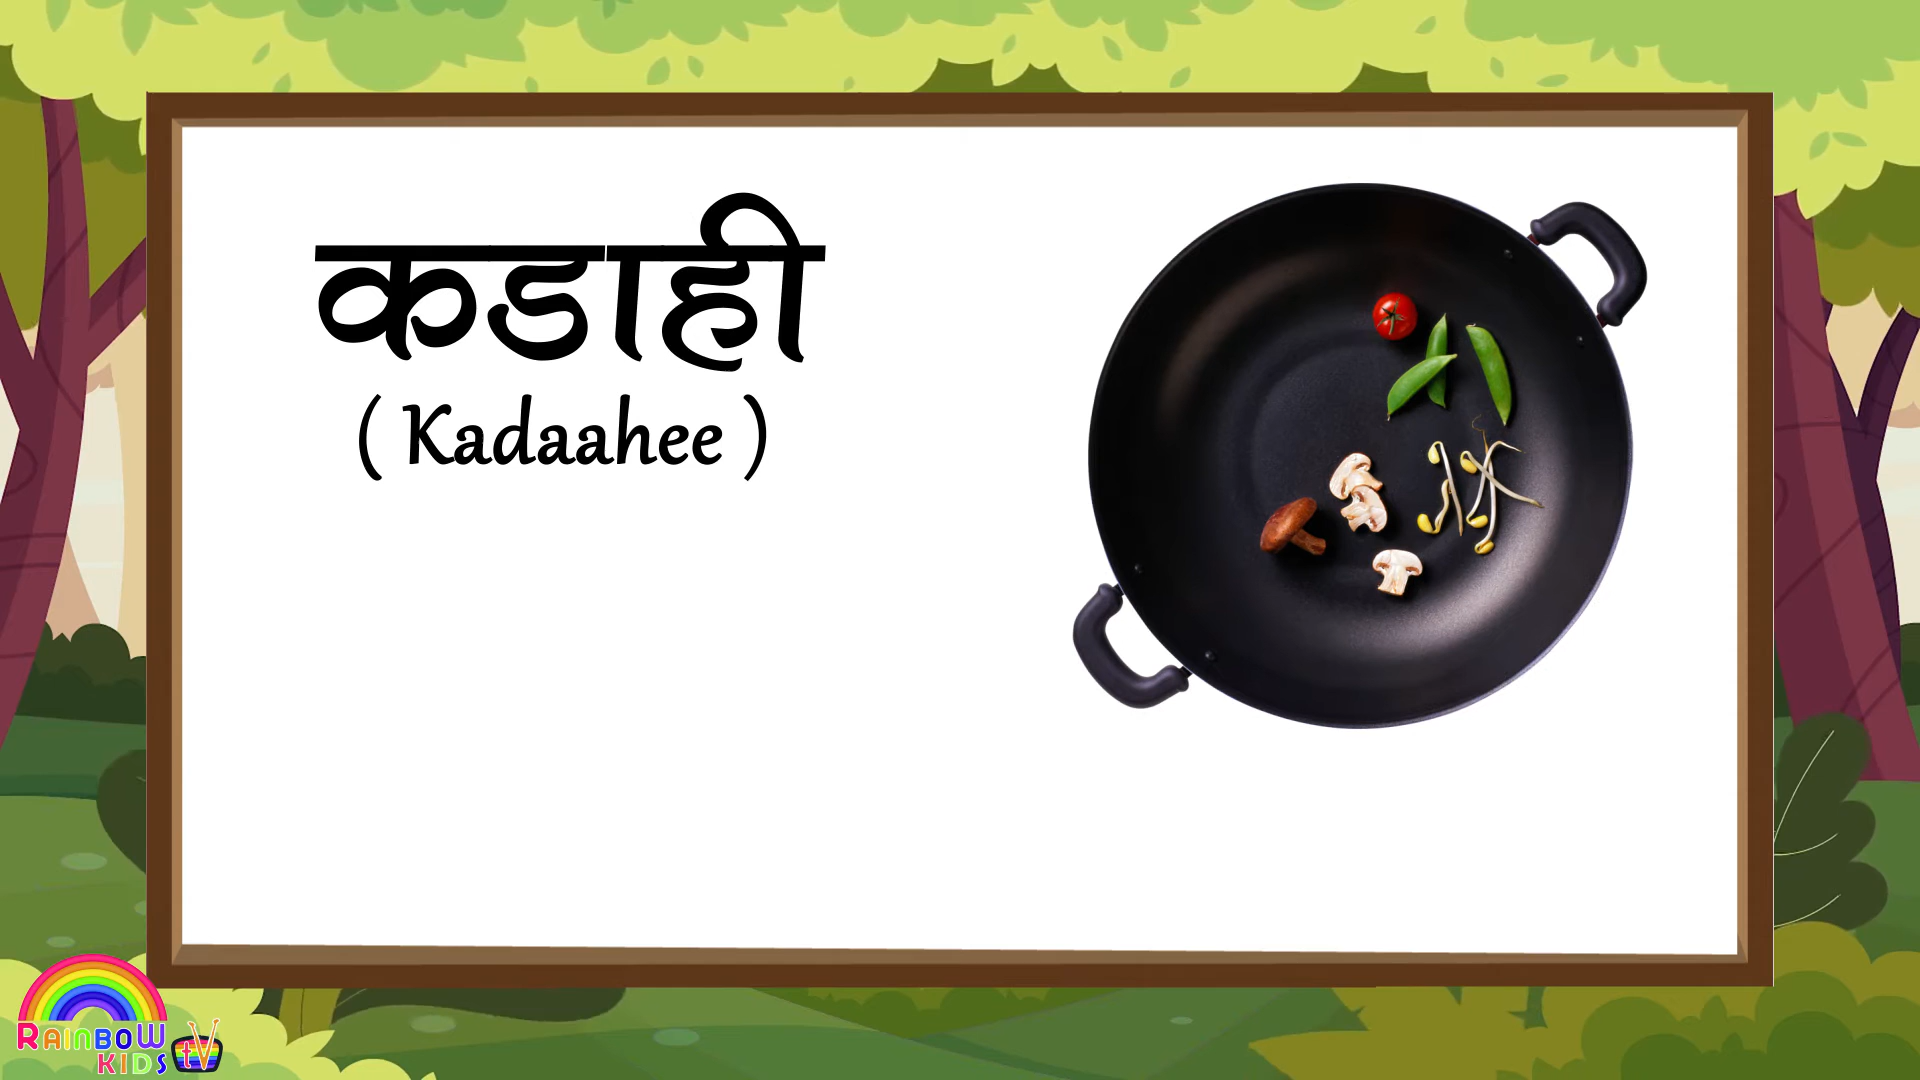 कडाही
( Kadaahee )
RAINBOW
KIDS tV